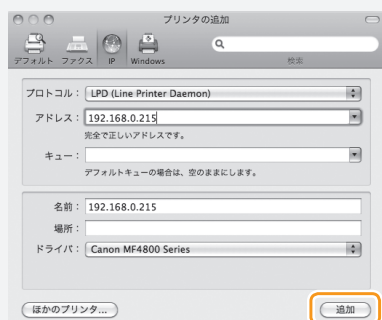 プリンタの追加
デフォルト ファクス IP Windows 検索
プロトコル： LPD (Line Printer Daemon)
アドレス： 192.168.0.215
完全で正しいアドレスです。
キュー：
デフォルトキューの場合は、空のままにします。
名前： 192.168.0.215
場所：
ドライバ： Canon MF4800 Series
ほかのプリンタ... 追加